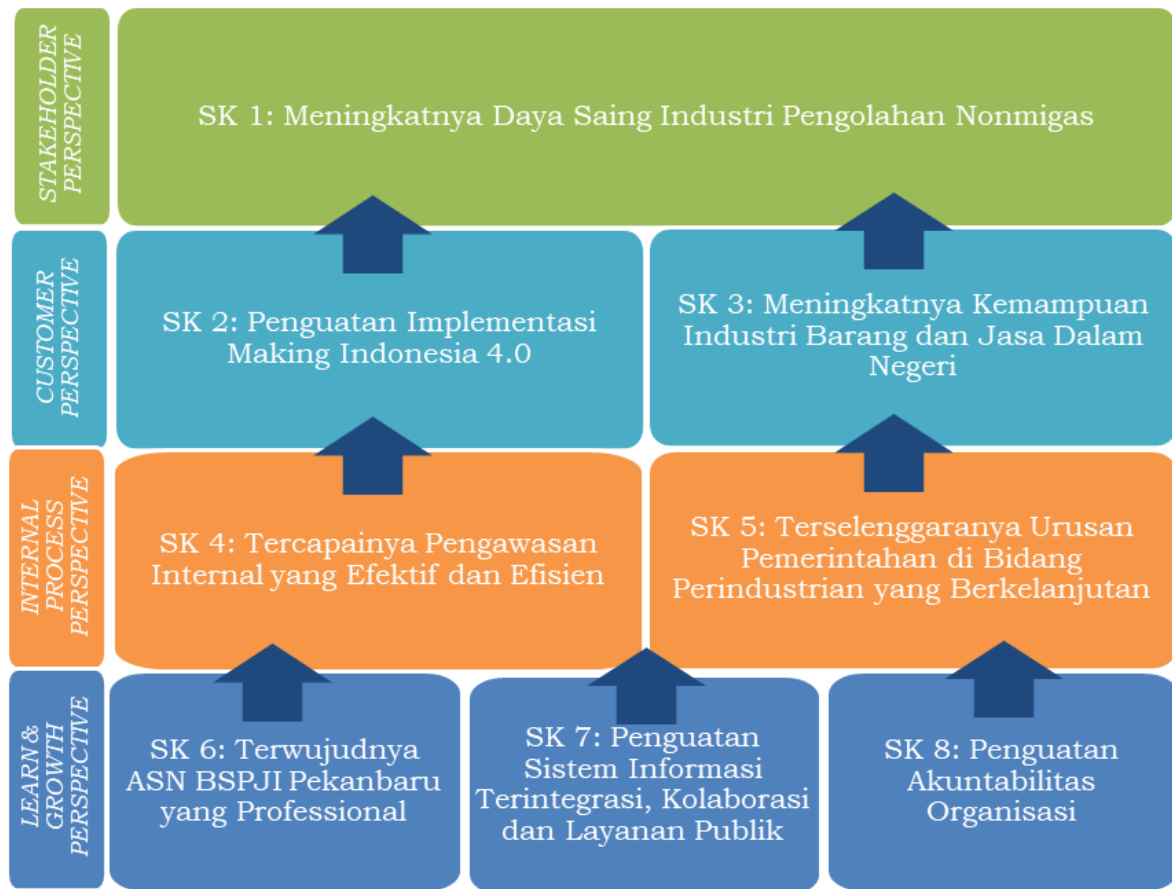 STAKEHOLDER
PERSPECTIVE
SK 1: Meningkatnya Daya Saing Industri Pengolahan Nonmigas
CUSTOMER
PERSPECTIVE
SK 2: Penguatan Implementasi
Making Indonesia 4.0
SK 3: Meningkatnya Kemampuan
Industri Barang dan Jasa Dalam
Negeri
INTERNAL
PROCESS
PERSPECTIVE
SK 4: Tercapainya Pengawasan
Internal yang Efektif dan Efisien
SK 5: Terselenggaranya Urusan
Pemerintahan di Bidang
Perindustrian yang Berkelanjutan
LEARN &
GROWTH
PERSPECTIVE
SK 6: Terwujudnya
ASN BSPJI Pekanbaru
yang Professional
SK 7: Penguatan
Sistem Informasi
Terintegrasi, Kolaborasi
dan Layanan Publik
SK 8: Penguatan
Akuntabilitas
Organisasi